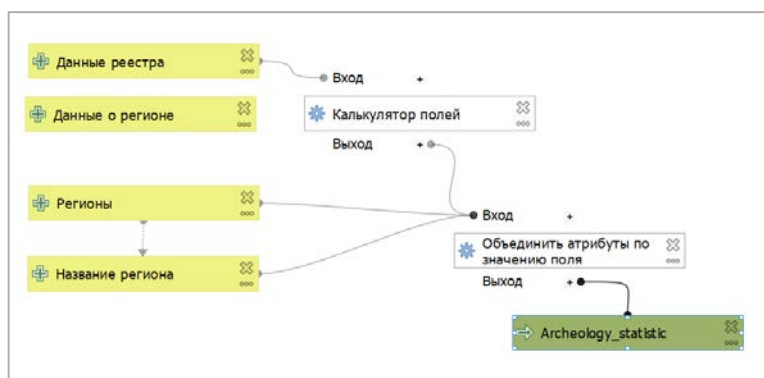 Данные реестра
Вход +
Данные о регионе
Калькулятор полей
Выход +
Регионы
Вход +
Объединить атрибуты по
значению поля
Название региона
Выход +
Archeology_statistic